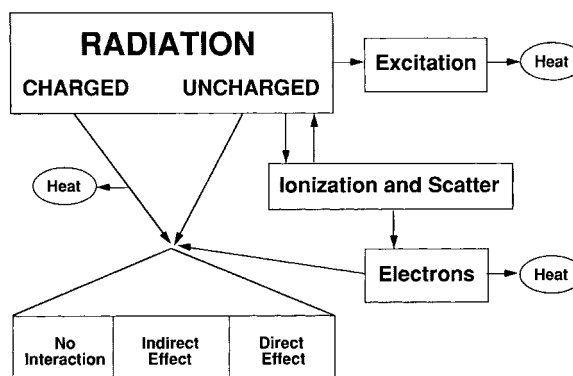 RADIATION
CHARGED UNCHARGED
Excitation
Heat
Heat
Ionization and Scatter
Electrons
Heat
No
Interaction
Indirect
Effect
Direct
Effect